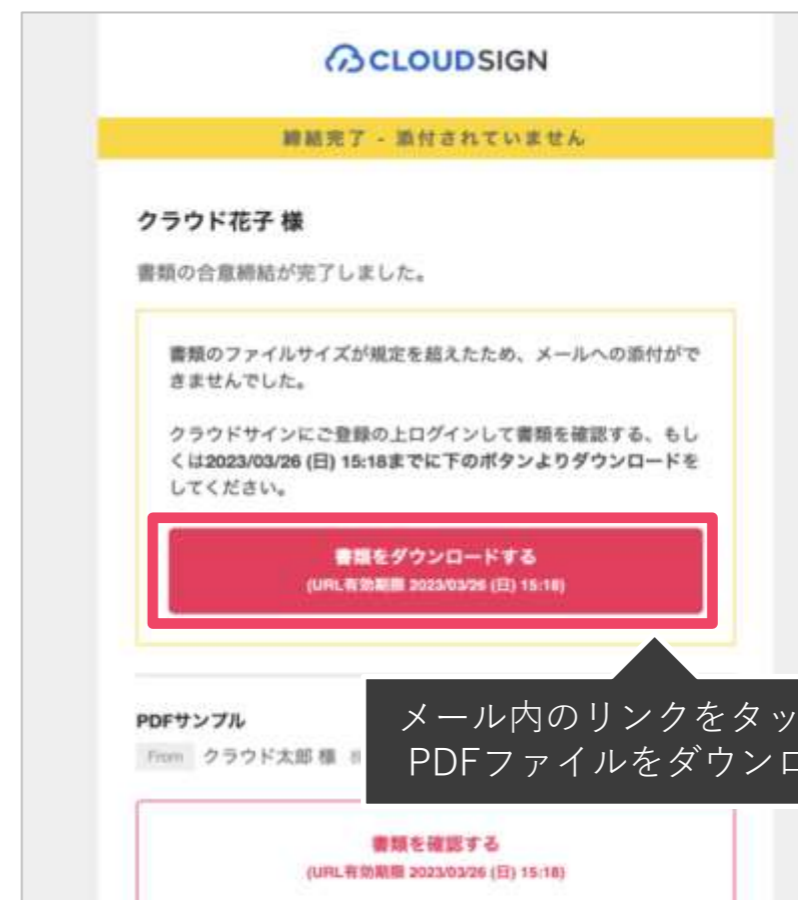 CLOUDSIGN
締結完了 - 添付されていません
クラウド花子 様
書類の合意締結が完了しました。
書類のファイルサイズが規定を超えたため、メールへの添付がで
きませんでした。
クラウドサインにご登録の上ログインして書類を確認する、もし
くは2023/03/26 (日) 15:18までに下のボタンよりダウンロードを
してください。
書類をダウンロードする
(URL有効期限 2023/03/26 (日) 15:18)
メール内のリンクをタッ
PDFファイルをダウンロ
PDFサンプル
From クラウド太郎 様
書類を確認する
(URL有効期限 2023/03/26 (日) 15:18)